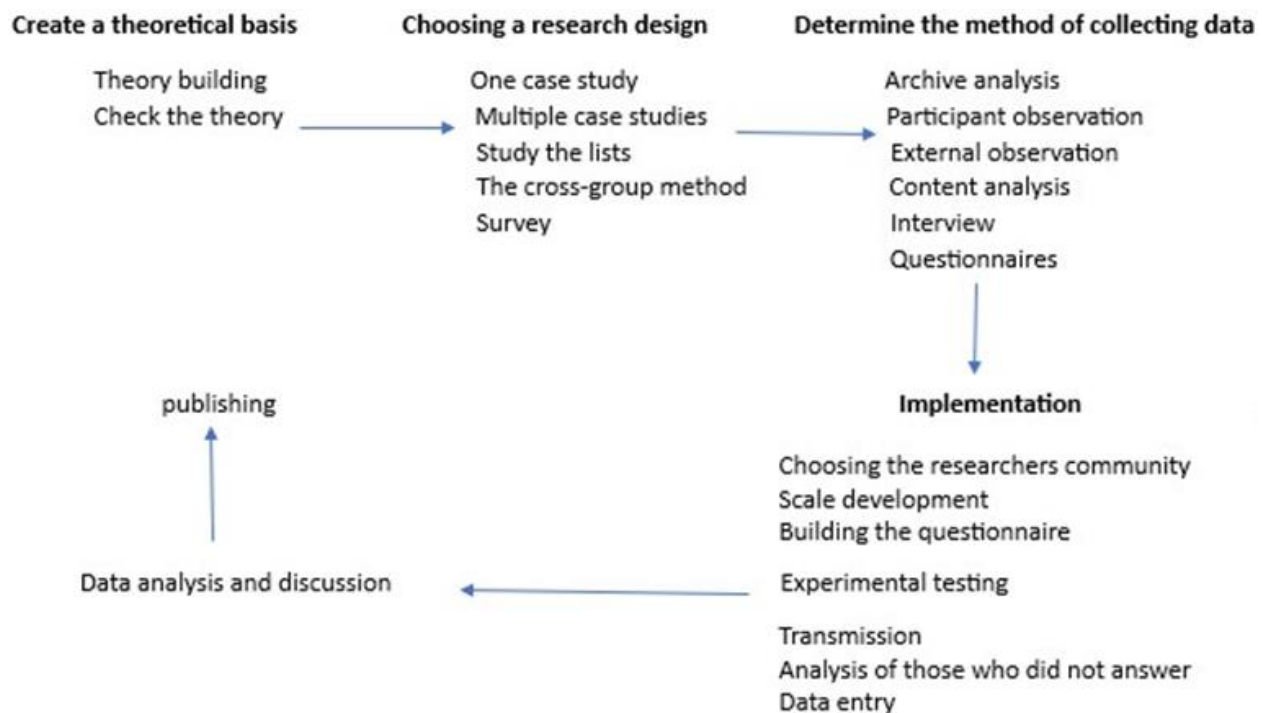 Create a theoretical basis
Theory building
Check the theory
Choosing a research design
One case study
Multiple case studies
Study the lists
The cross-group method
Survey
Determine the method of collecting data
Archive analysis
Participant observation
External observation
Content analysis
Interview
Questionnaires
Implementation
Choosing the researchers community
Scale development
Building the questionnaire
Experimental testing
Transmission
Analysis of those who did not answer
Data entry
Data analysis and discussion
publishing